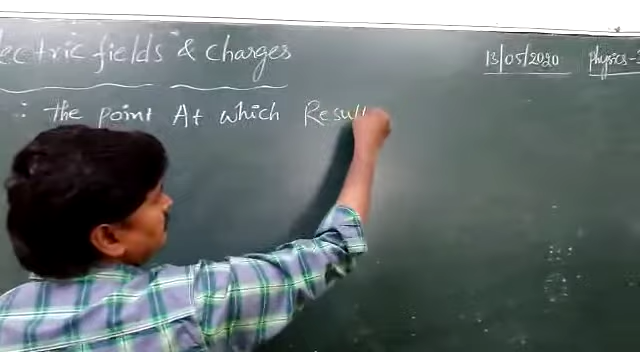 ectric fields & charges
13/05/2020
physics-
∴ the point At which Resul